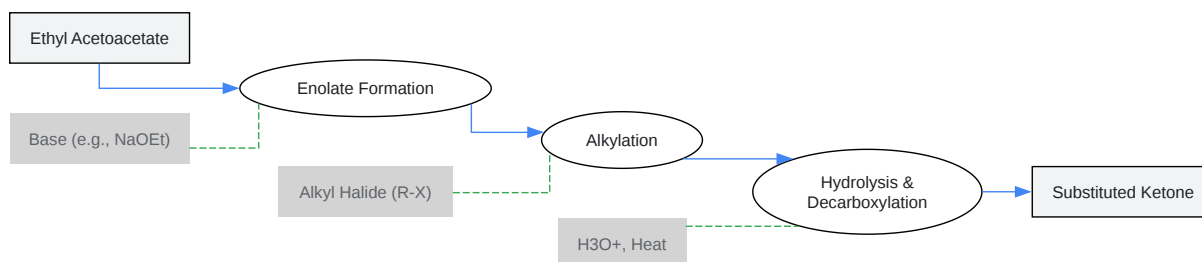 Ethyl Acetoacetate
Enolate Formation
Base (e.g., NaOEt)
Alkylation
Alkyl Halide (R-X)
Hydrolysis &
Decarboxylation
Substituted Ketone
H3O+, Heat